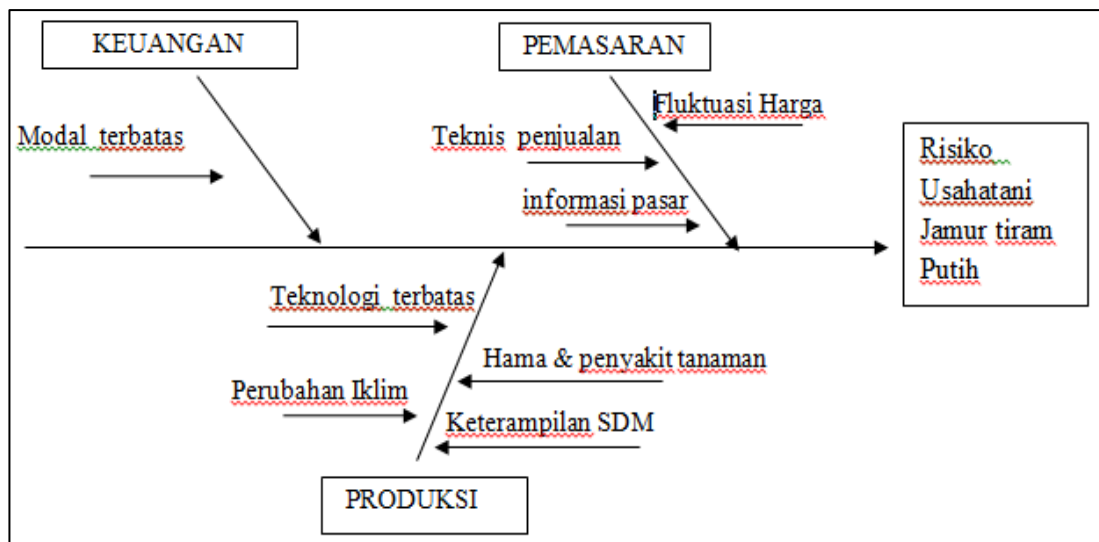 KEUANGAN
PEMASARAN
Fluktuasi Harga
Modal terbatas
Teknis penjualan
informasi pasar
Risiko
Usahatani
Jamur tiram
Putih
Teknologi terbatas
Hama & penyakit tanaman
Perubahan Iklim
Keterampilan SDM
PRODUKSI